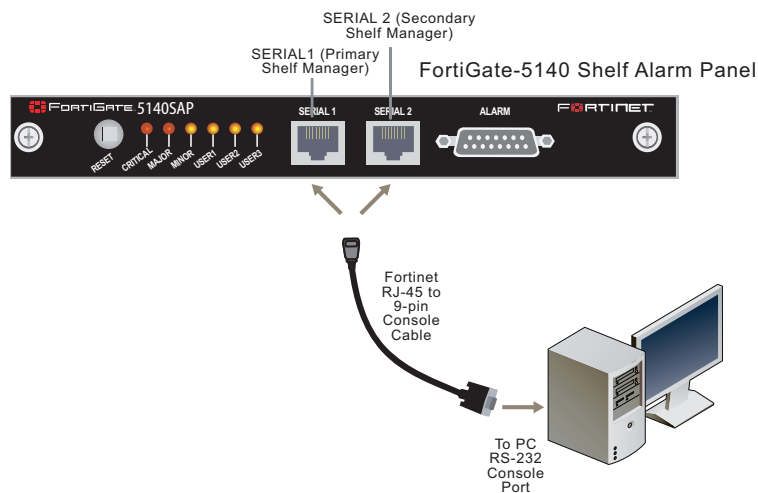 SERIAL 2 (Secondary
Shelf Manager)
SERIAL1 (Primary
Shelf Manager)
FortiGate-5140 Shelf Alarm Panel
FORTIGATE 5140SAP
SERIAL 1
SERIAL 2
ALARM
FORTINET
RESET
CRITICAL
MAJOR
MINOR
USER1
USER2
USER3
Fortinet
RJ-45 to
9-pin
Console
Cable
To PC
RS-232
Console
Port